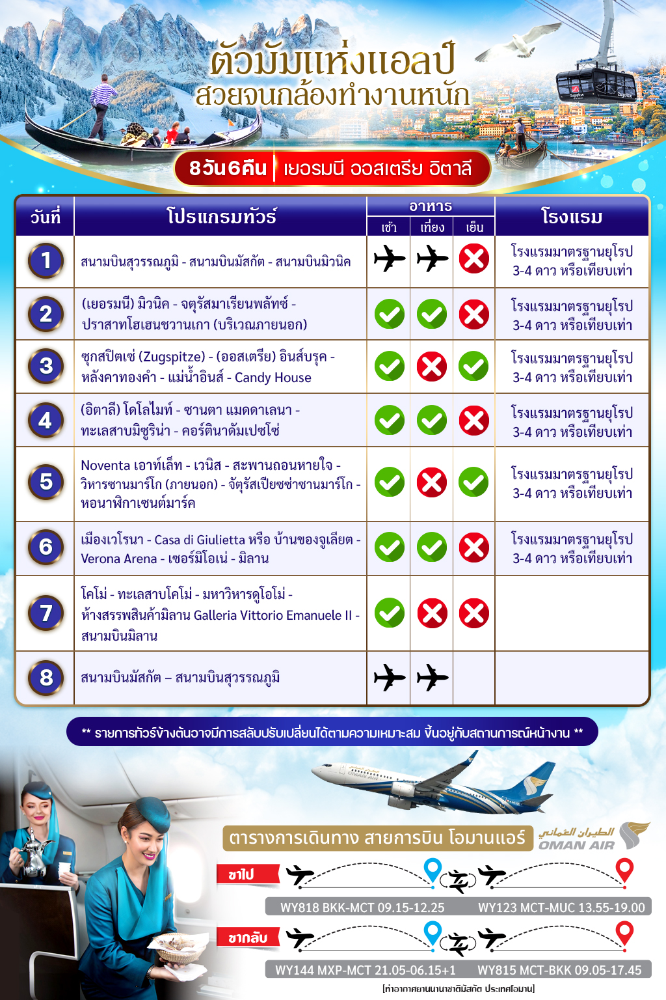 ตัวมัมแห่งแอลป์
สวยจนกล้องทำงานหนัก
Zugspitze
Zugspitze
8วัน6คืน เยอรมนี ออสเตรีย อิตาลี
วันที่ โปรแกรมทัวร์ อาหาร โรงแรม
เช้า เที่ยง เย็น
1 สนามบินสุวรรณภูมิ - สนามบินมัสกัต - สนามบินมิวนิค
โรงแรมมาตรฐานยุโรป
3-4 ดาว หรือเทียบเท่า
2 (เยอรมนี) มิวนิค - จตุรัสมาเรียนพลัทซ์ -
ปราสาทโฮเฮนชวานเกา (บริเวณภายนอก)
โรงแรมมาตรฐานยุโรป
3-4 ดาว หรือเทียบเท่า
3 ซุกสปิตเซ่ (Zugspitze) - (ออสเตรีย) อินส์บรุค -
หลังคาทองคำ - แม่น้ำอินส์ - Candy House
โรงแรมมาตรฐานยุโรป
3-4 ดาว หรือเทียบเท่า
4 (อิตาลี) โดโลไมท์ - ซานตา แมดดาเลนา -
ทะเลสาบมิซูริน่า - คอร์ตินาดัมเปซโซ่
โรงแรมมาตรฐานยุโรป
3-4 ดาว หรือเทียบเท่า
5 Noventa เอาท์เล็ท - เวนิส - สะพานถอนหายใจ -
วิหารซานมาร์โก (ภายนอก) - จัตุรัสเปียซซ่าซานมาร์โก -
หอนาฬิกาเซนต์มาร์ค
โรงแรมมาตรฐานยุโรป
3-4 ดาว หรือเทียบเท่า
6 เมืองเวโรนา - Casa di Giulietta หรือ บ้านของจูเลียต -
Verona Arena - เซอร์มิโอเน่ - มิลาน
โรงแรมมาตรฐานยุโรป
3-4 ดาว หรือเทียบเท่า
7 โคโม่ - ทะเลสาบโคโม่ - มหาวิหารดูโอโม่ -
ห้างสรรพสินค้ามิลาน Galleria Vittorio Emanuele II -
สนามบินมิลาน
8 สนามบินมัสกัต – สนามบินสุวรรณภูมิ
** รายการทัวร์ข้างต้นอาจมีการสลับปรับเปลี่ยนได้ตามความเหมาะสม ขึ้นอยู่กับสถานการณ์หน้างาน **
الطيران العماني
OMAN AIR
ตารางการเดินทาง สายการบิน โอมานแอร์
الطيران العماني
OMAN AIR
ขาไป
WY818 BKK-MCT 09.15-12.25 WY123 MCT-MUC 13.55-19.00
ขากลับ
WY144 MXP-MCT 21.05-06.15+1 WY815 MCT-BKK 09.05-17.45
[ท่าอากาศยานนานาชาติมัสกัต ประเทศโอมาน]